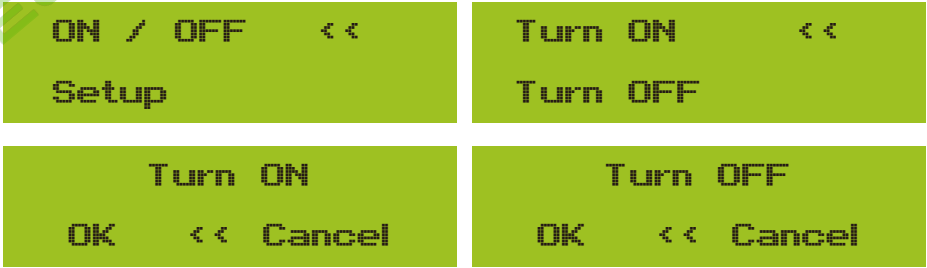 ON / OFF <<
Setup
Turn ON <<
Turn OFF
Turn ON
OK << Cancel
Turn OFF
OK << Cancel